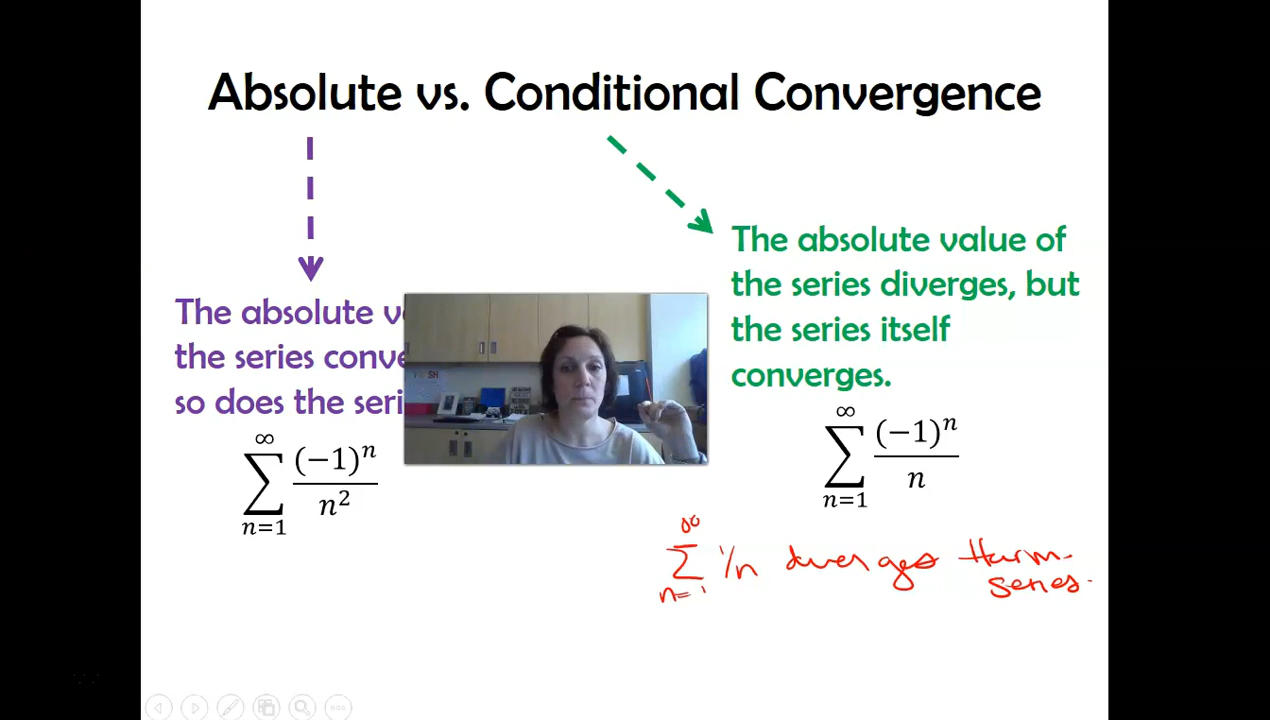 Absolute vs. Conditional Convergence
The absolute value of
the series diverges, but
the series itself
converges.
The absolute v
the series conve
so does the seri
∞
∑ (−1)^n / n^2
n=1
∞
∑ (−1)^n / n
n=1
∞
∑ 1/n diverges Harm.
n=1 series.
SH